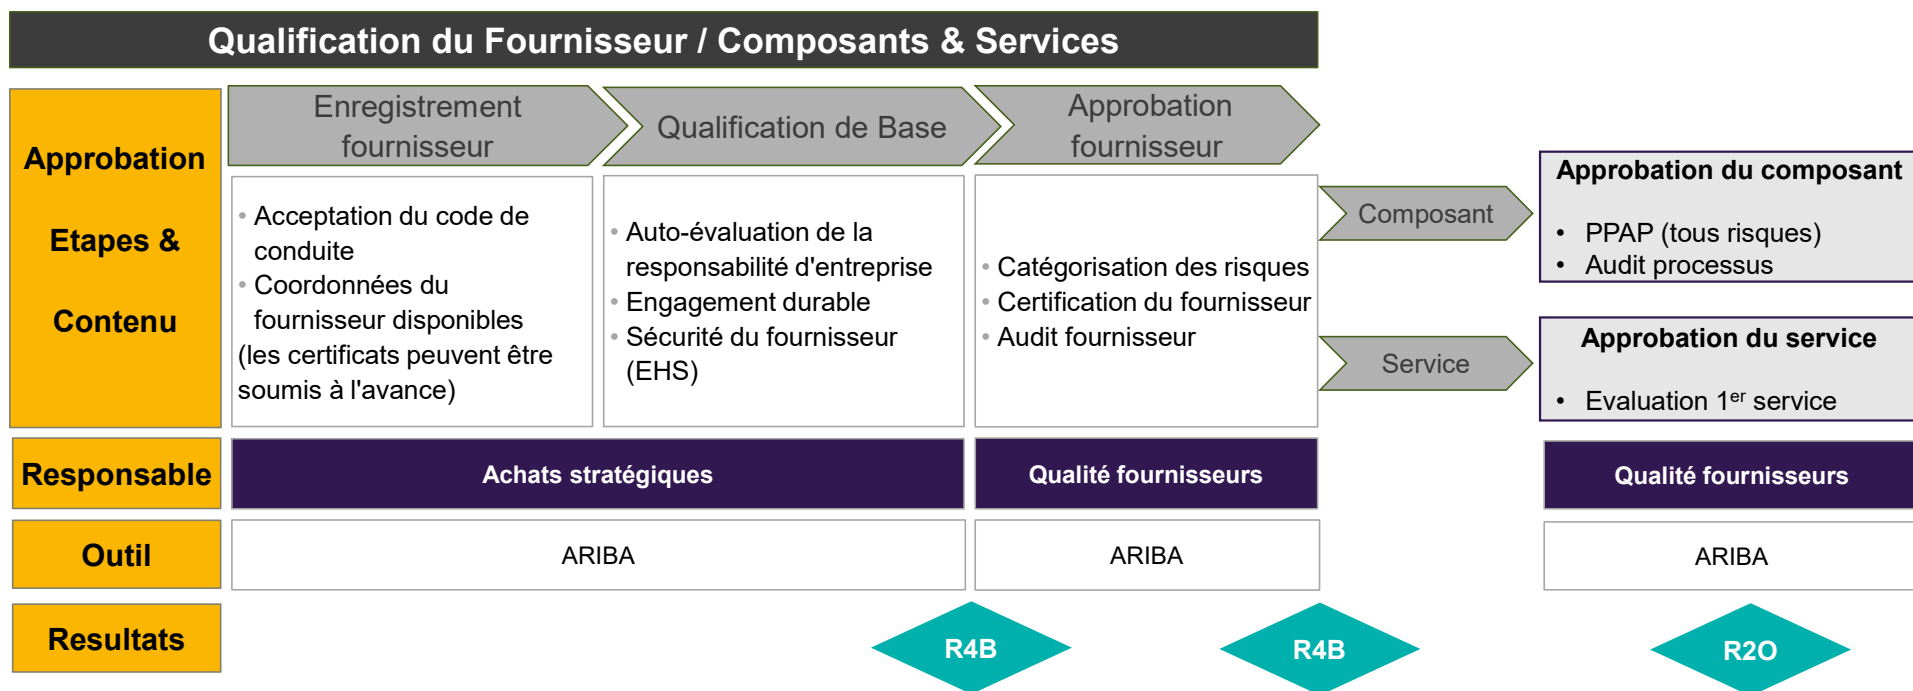 Qualification du Fournisseur / Composants & Services
Approbation
Etapes &
Contenu
Enregistrement
fournisseur
Qualification de Base
Approbation
fournisseur
• Acceptation du code de
conduite
• Coordonnées du
fournisseur disponibles
(les certificats peuvent être
soumis à l'avance)
• Auto-évaluation de la
responsabilité d'entreprise
• Engagement durable
• Sécurité du fournisseur
(EHS)
• Catégorisation des risques
• Certification du fournisseur
• Audit fournisseur
Composant
Service
Approbation du composant
• PPAP (tous risques)
• Audit processus
Approbation du service
• Evaluation 1er service
Responsable
Achats stratégiques
Qualité fournisseurs
Qualité fournisseurs
Outil
ARIBA
ARIBA
ARIBA
Resultats
R4B
R4B
R2O